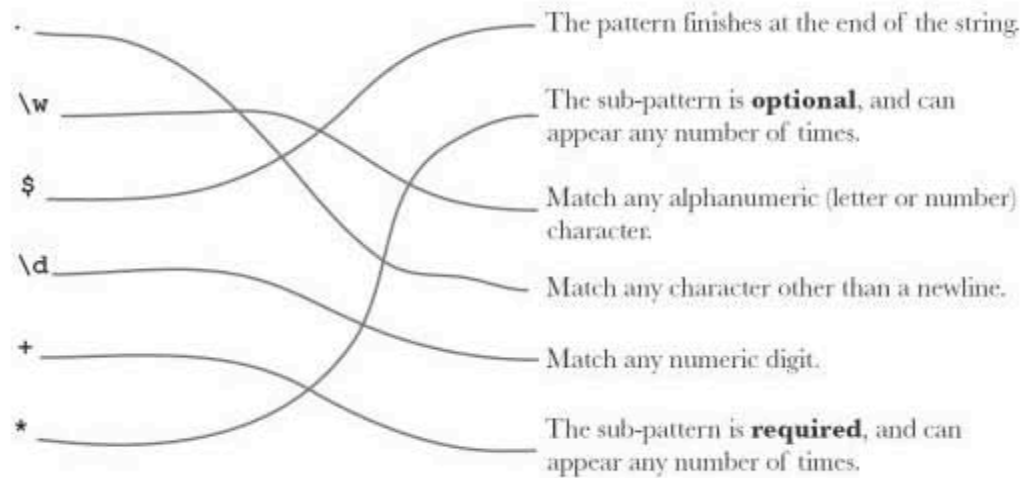 .
The pattern finishes at the end of the string.
\w
The sub-pattern is optional, and can
appear any number of times.
$
Match any alphanumeric (letter or number)
character.
\d
Match any character other than a newline.
+
Match any numeric digit.
*
The sub-pattern is required, and can
appear any number of times.